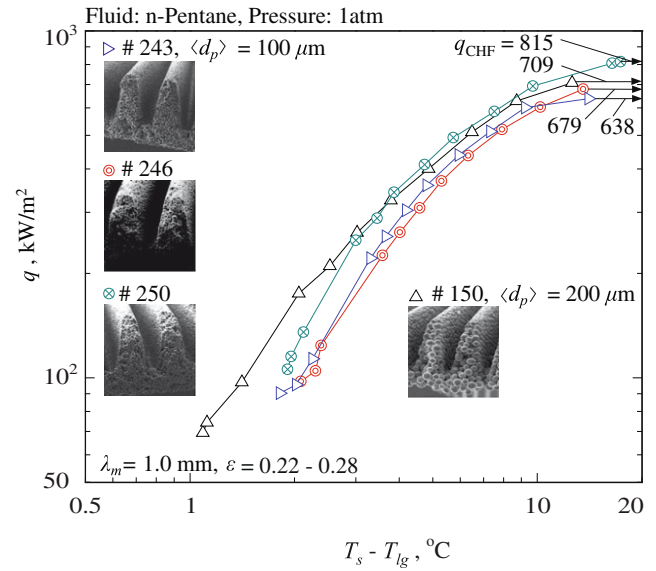 Fluid: n-Pentane, Pressure: 1atm
10³
# 243, ⟨d_p⟩ = 100 μm
q_CHF = 815
709
679
638
# 246
# 250
# 150, ⟨d_p⟩ = 200 μm
q , kW/m²
10²
λ_m = 1.0 mm, ε = 0.22 - 0.28
50
0.5
1
10
20
T_s - T_lg , °C